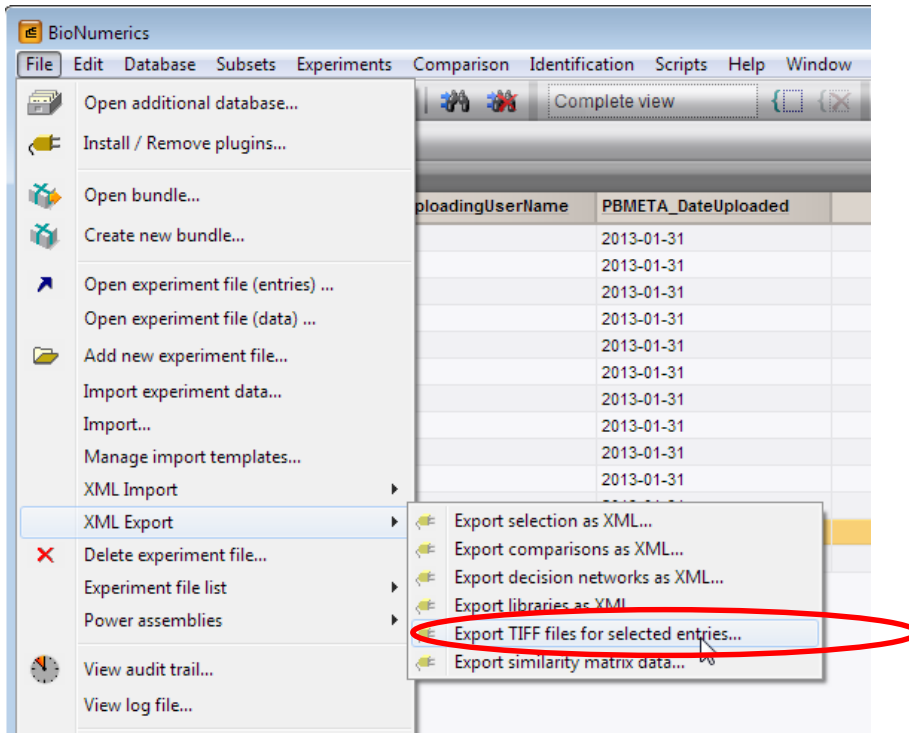 BioNumerics
File Edit Database Subsets Experiments Comparison Identification Scripts Help Window
Open additional database...
Complete view
Install / Remove plugins...
Open bundle...
ploadingUserName PBMETA_DateUploaded
Create new bundle...
2013-01-31
2013-01-31
Open experiment file (entries) ...
2013-01-31
Open experiment file (data) ...
2013-01-31
Add new experiment file...
2013-01-31
2013-01-31
Import experiment data...
2013-01-31
Import...
2013-01-31
Manage import templates...
2013-01-31
XML Import
2013-01-31
XML Export
Export selection as XML...
Delete experiment file...
Export comparisons as XML...
Experiment file list
Export decision networks as XML...
Export libraries as XML
Power assemblies
Export TIFF files for selected entries...
View audit trail...
Export similarity matrix data...
View log file...